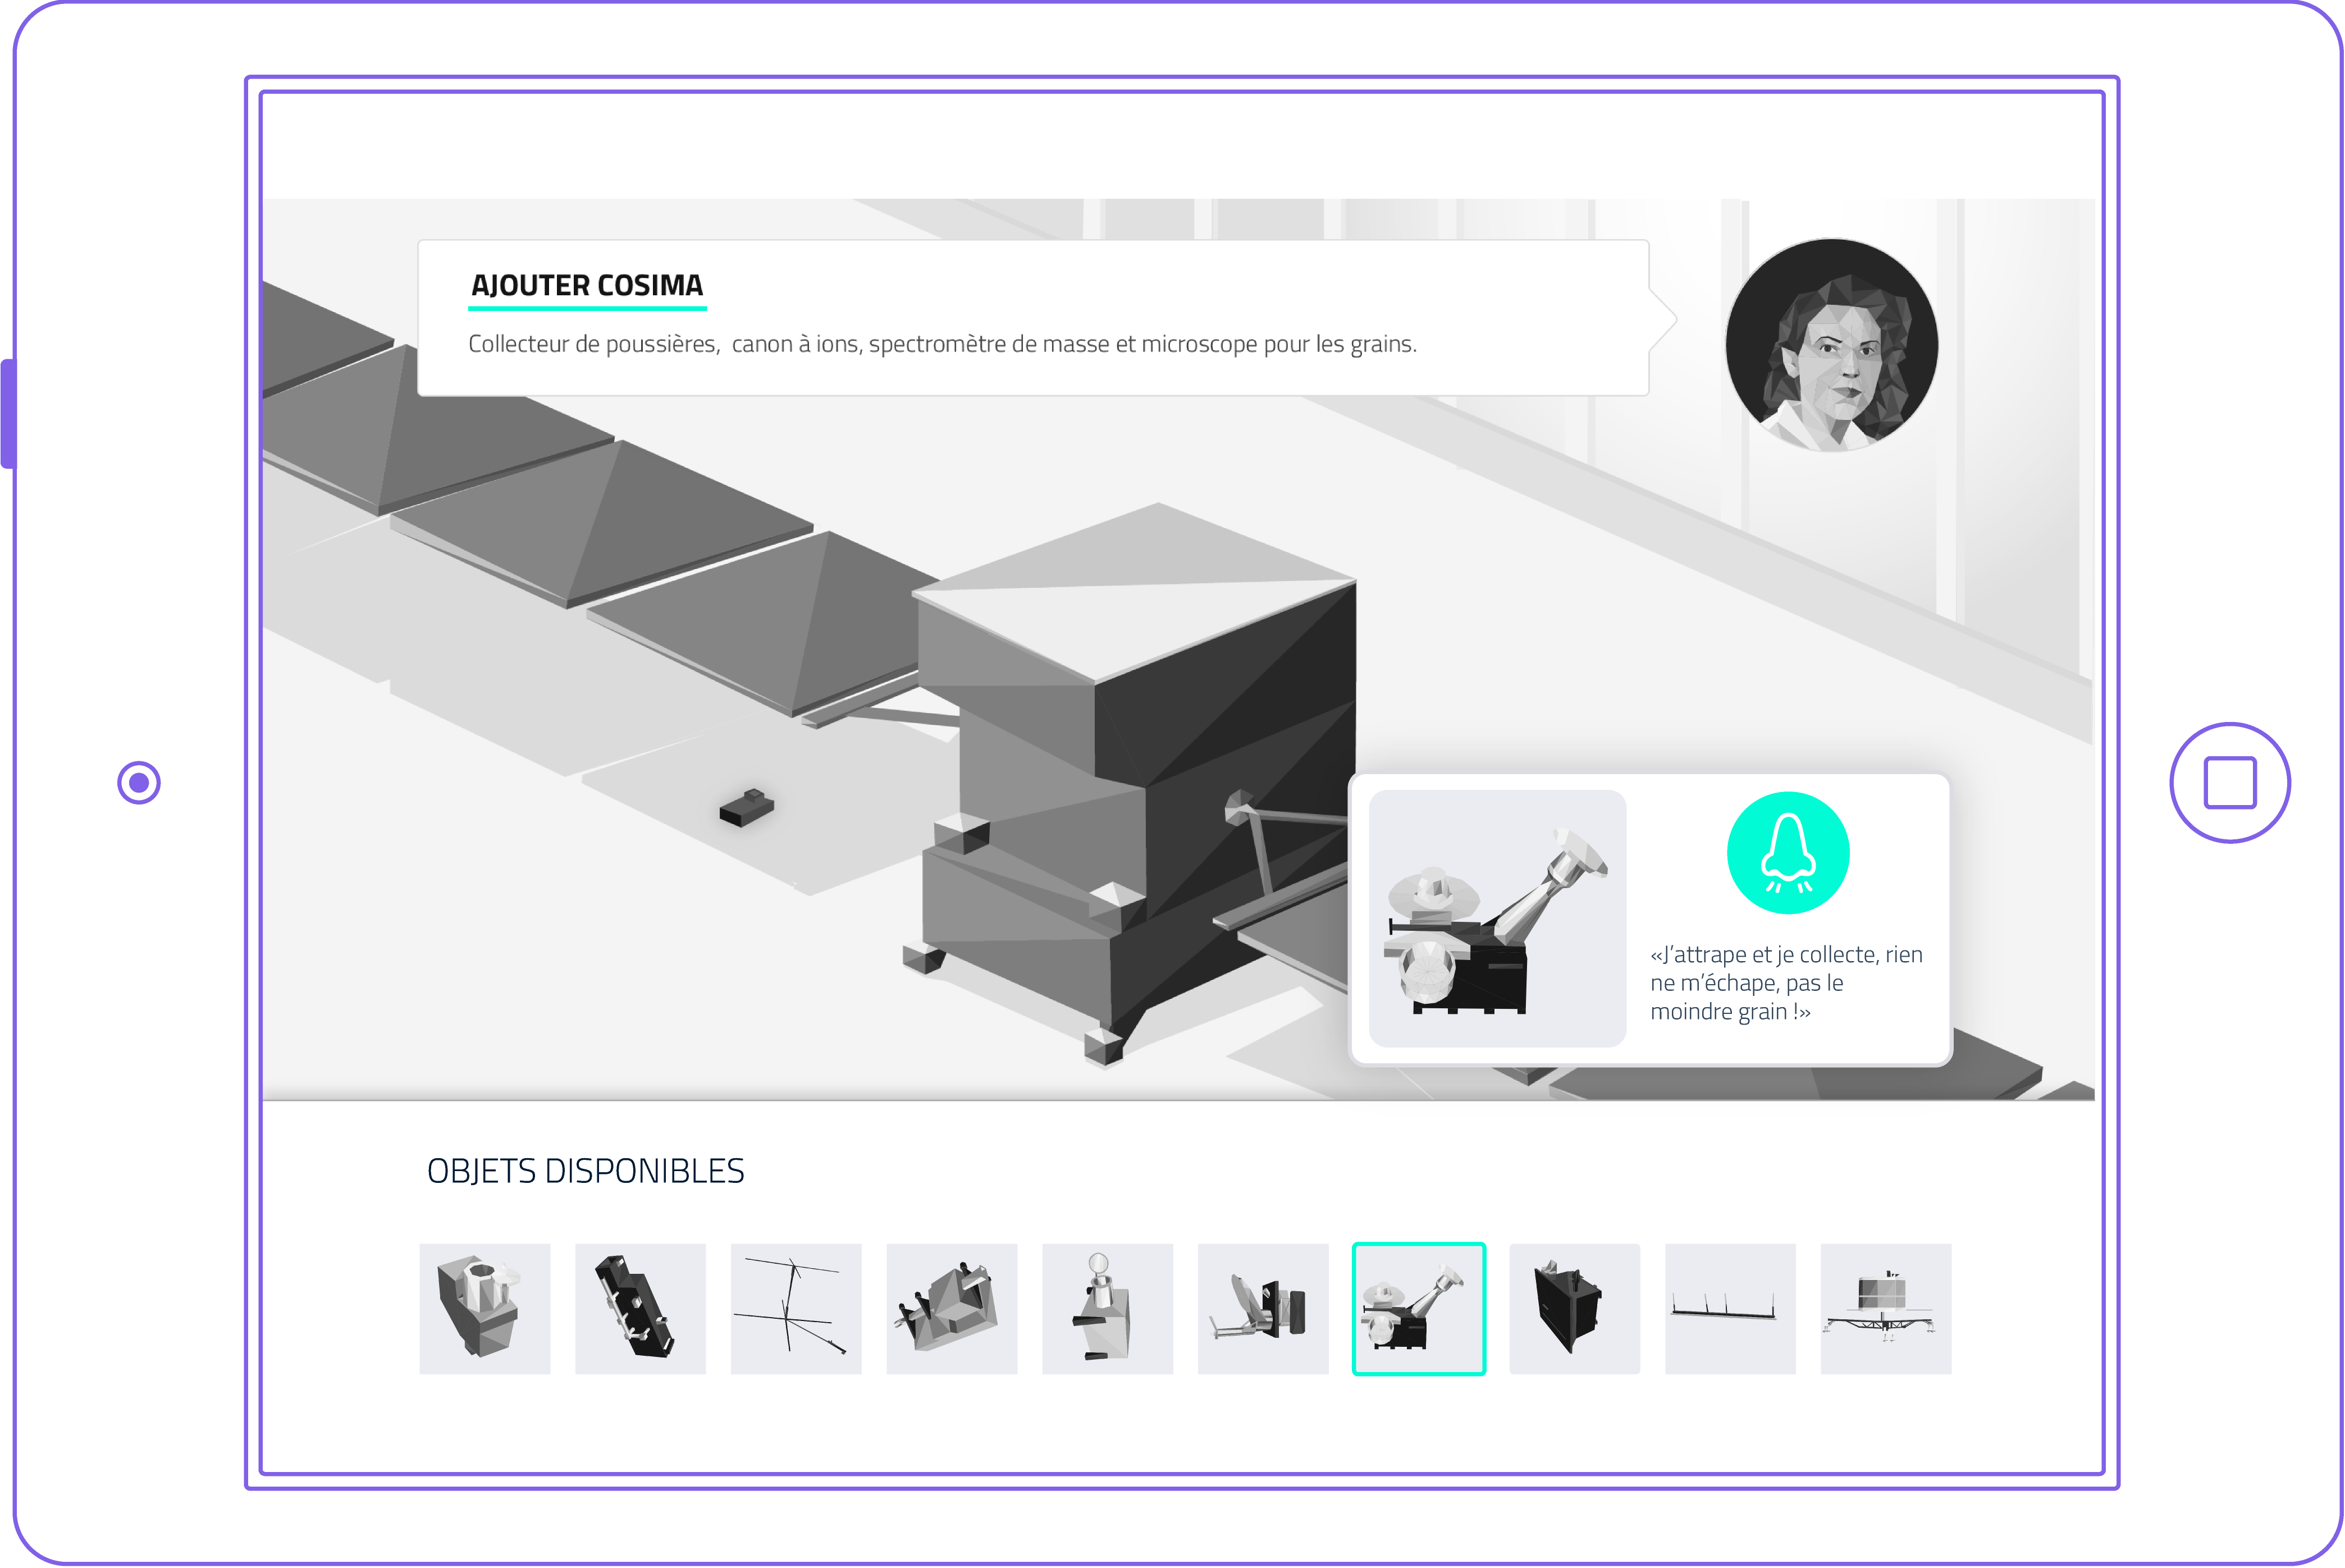 AJOUTER COSIMA
Collecteur de poussières,  canon à ions, spectromètre de masse et microscope pour les grains.
«J’attrape et je collecte, rien
ne m’échape, pas le
moindre grain !»
OBJETS DISPONIBLES